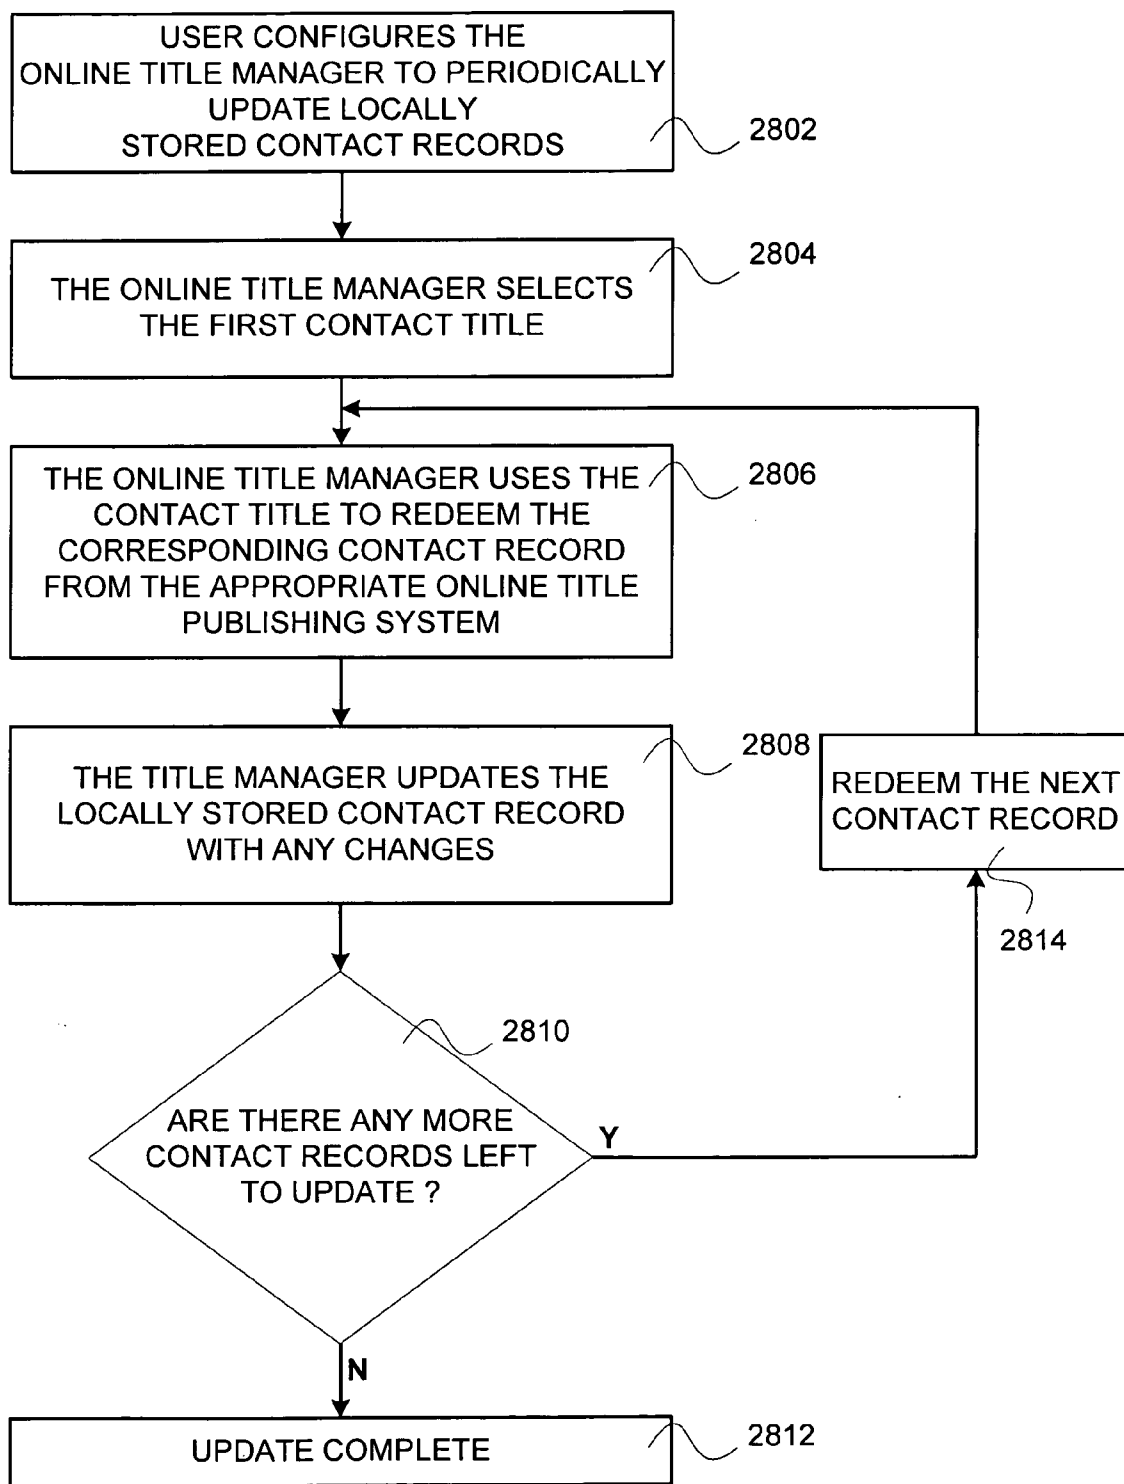 USER CONFIGURES THE
ONLINE TITLE MANAGER TO PERIODICALLY
UPDATE LOCALLY
STORED CONTACT RECORDS
2802
THE ONLINE TITLE MANAGER SELECTS
THE FIRST CONTACT TITLE
2804
THE ONLINE TITLE MANAGER USES THE
CONTACT TITLE TO REDEEM THE
CORRESPONDING CONTACT RECORD
FROM THE APPROPRIATE ONLINE TITLE
PUBLISHING SYSTEM
2806
THE TITLE MANAGER UPDATES THE
LOCALLY STORED CONTACT RECORD
WITH ANY CHANGES
2808
REDEEM THE NEXT
CONTACT RECORD
2814
2810
ARE THERE ANY MORE
CONTACT RECORDS LEFT
TO UPDATE ?
Y
N
UPDATE COMPLETE
2812